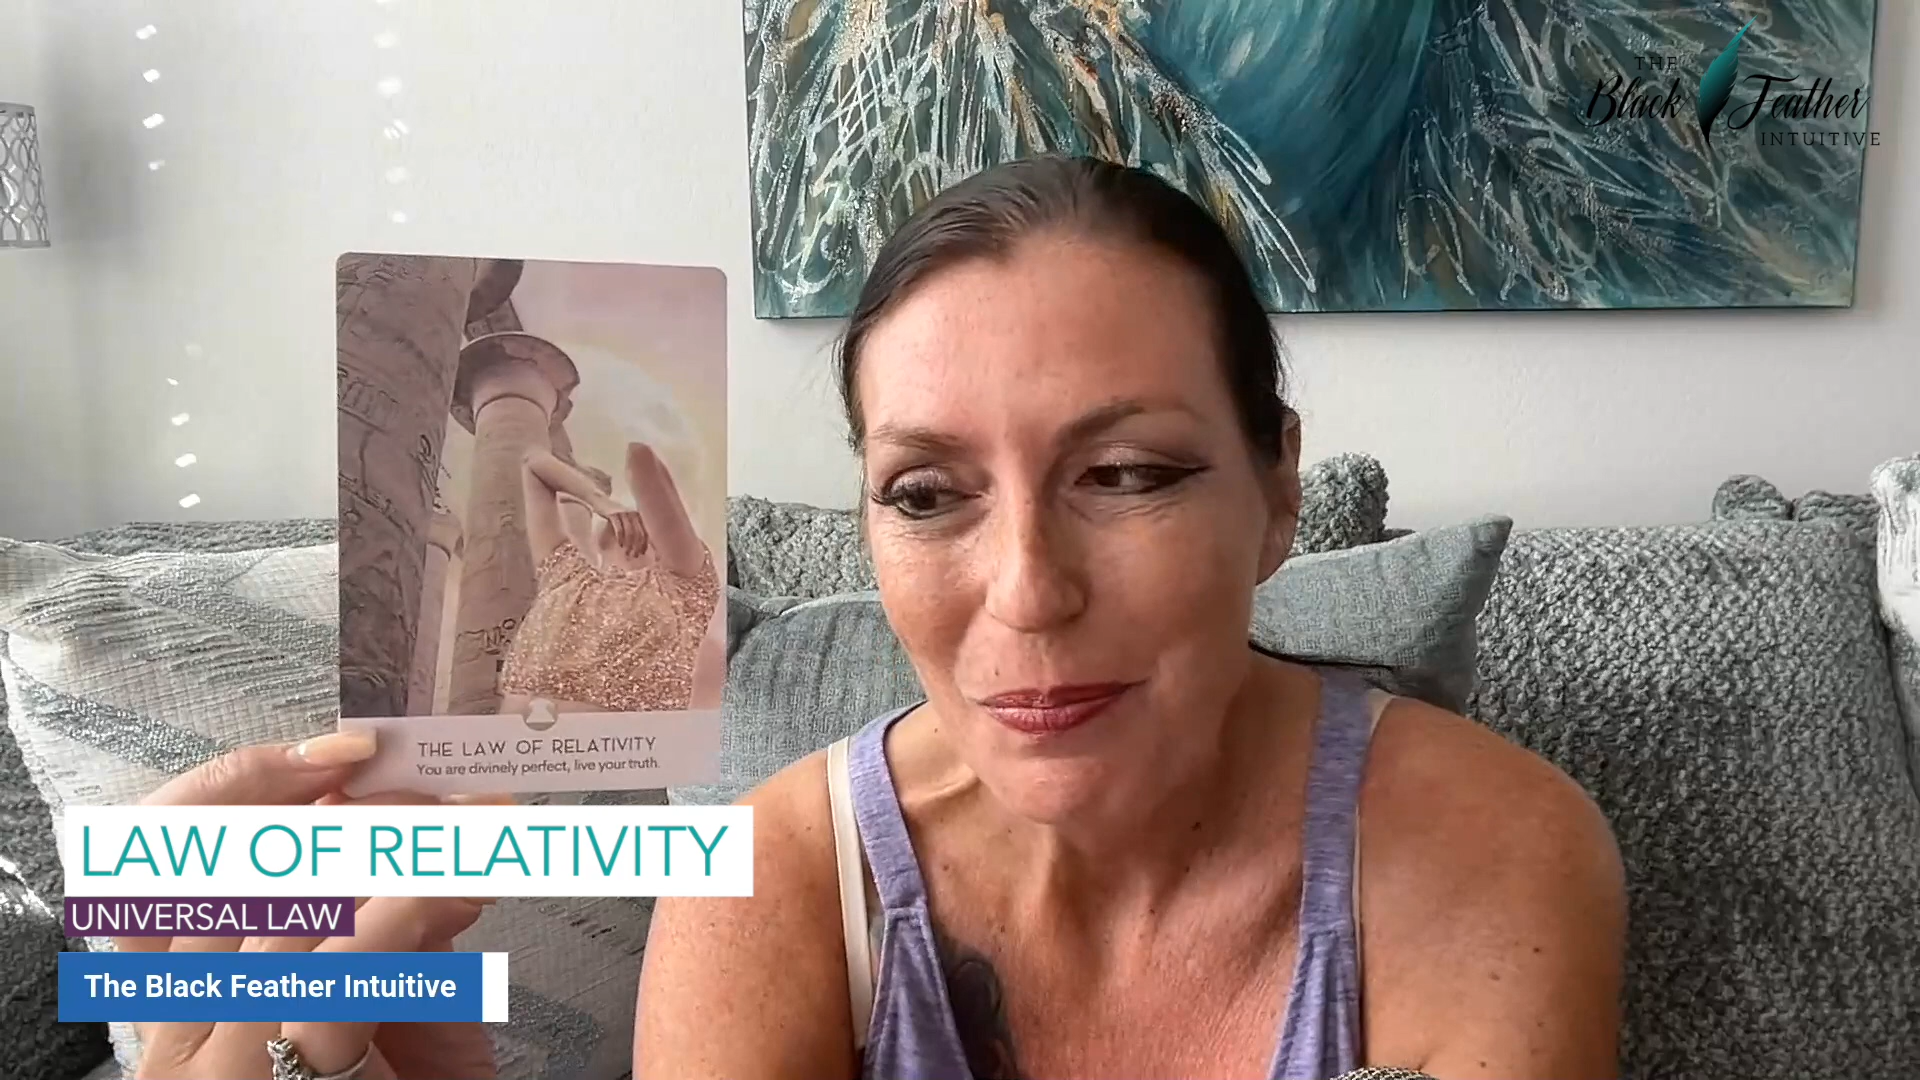 THE
Black Feather
INTUITIVE
THE LAW OF RELATIVITY
You are divinely perfect, live your truth.
LAW OF RELATIVITY
UNIVERSAL LAW
The Black Feather Intuitive